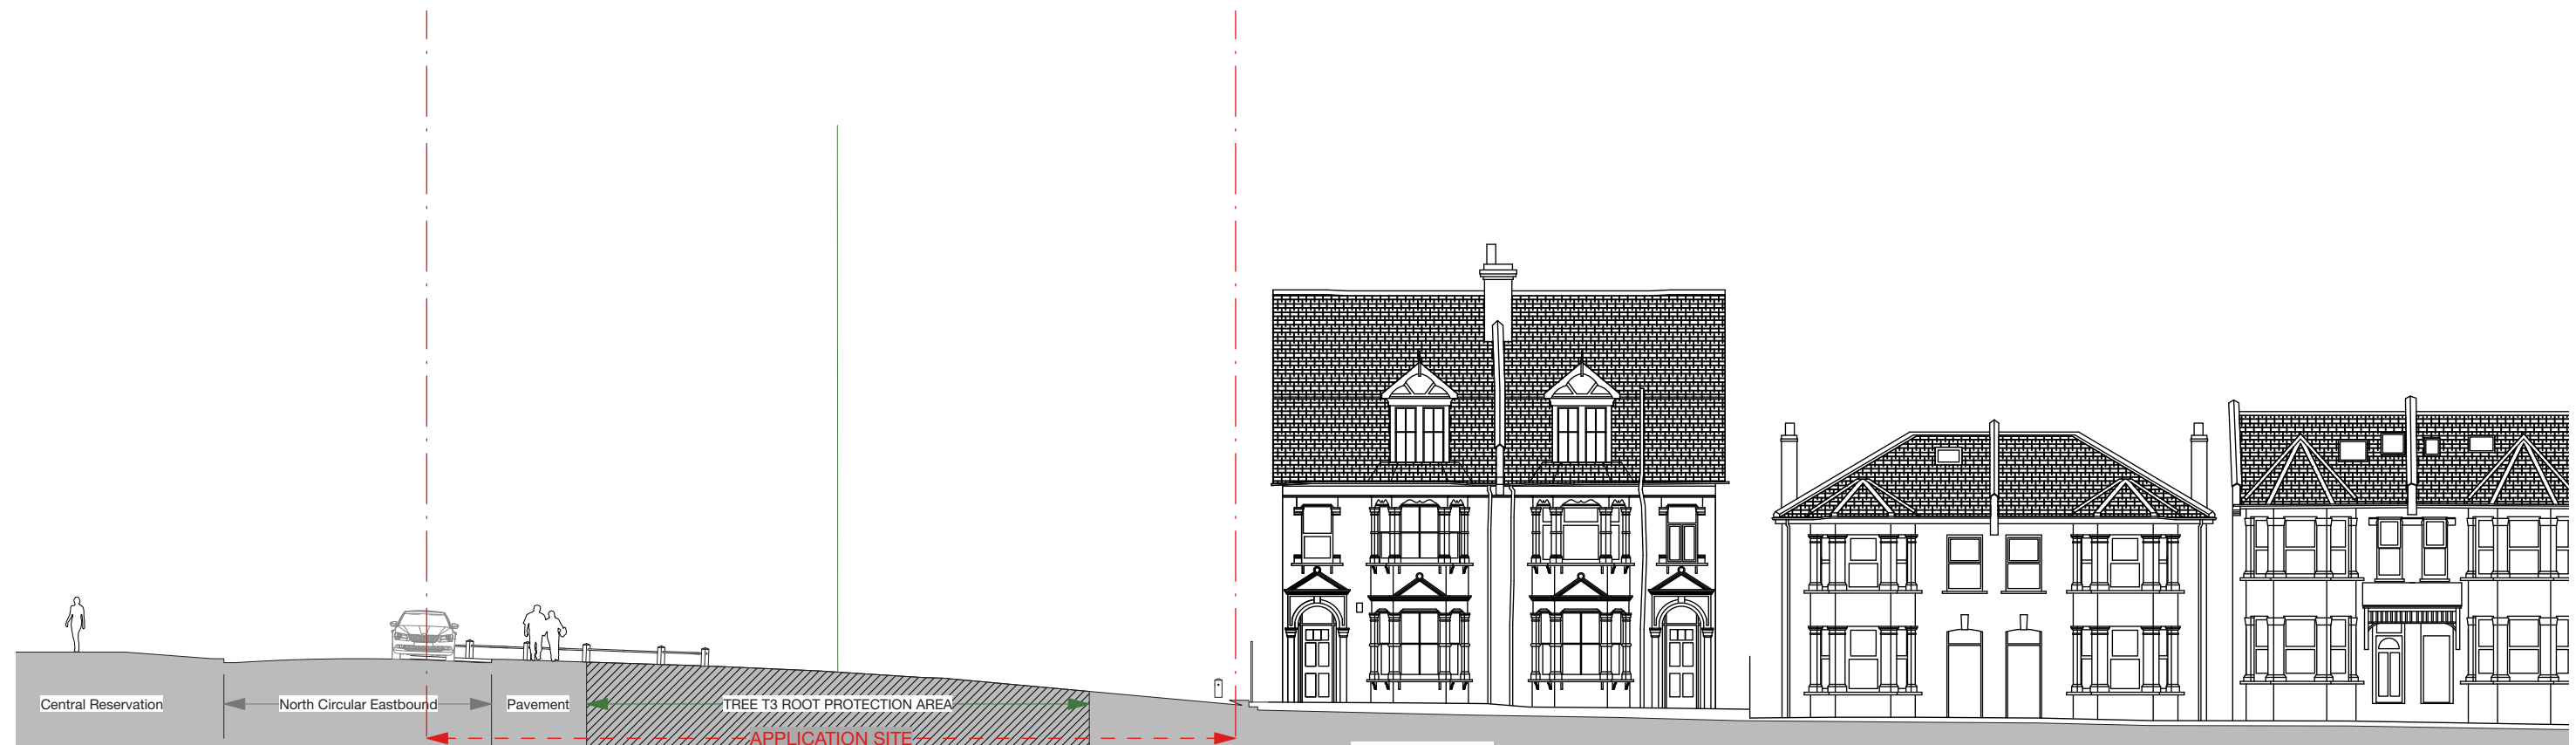 Central Reservation
North Circular Eastbound
Pavement
TREE T3 ROOT PROTECTION AREA
APPLICATION SITE